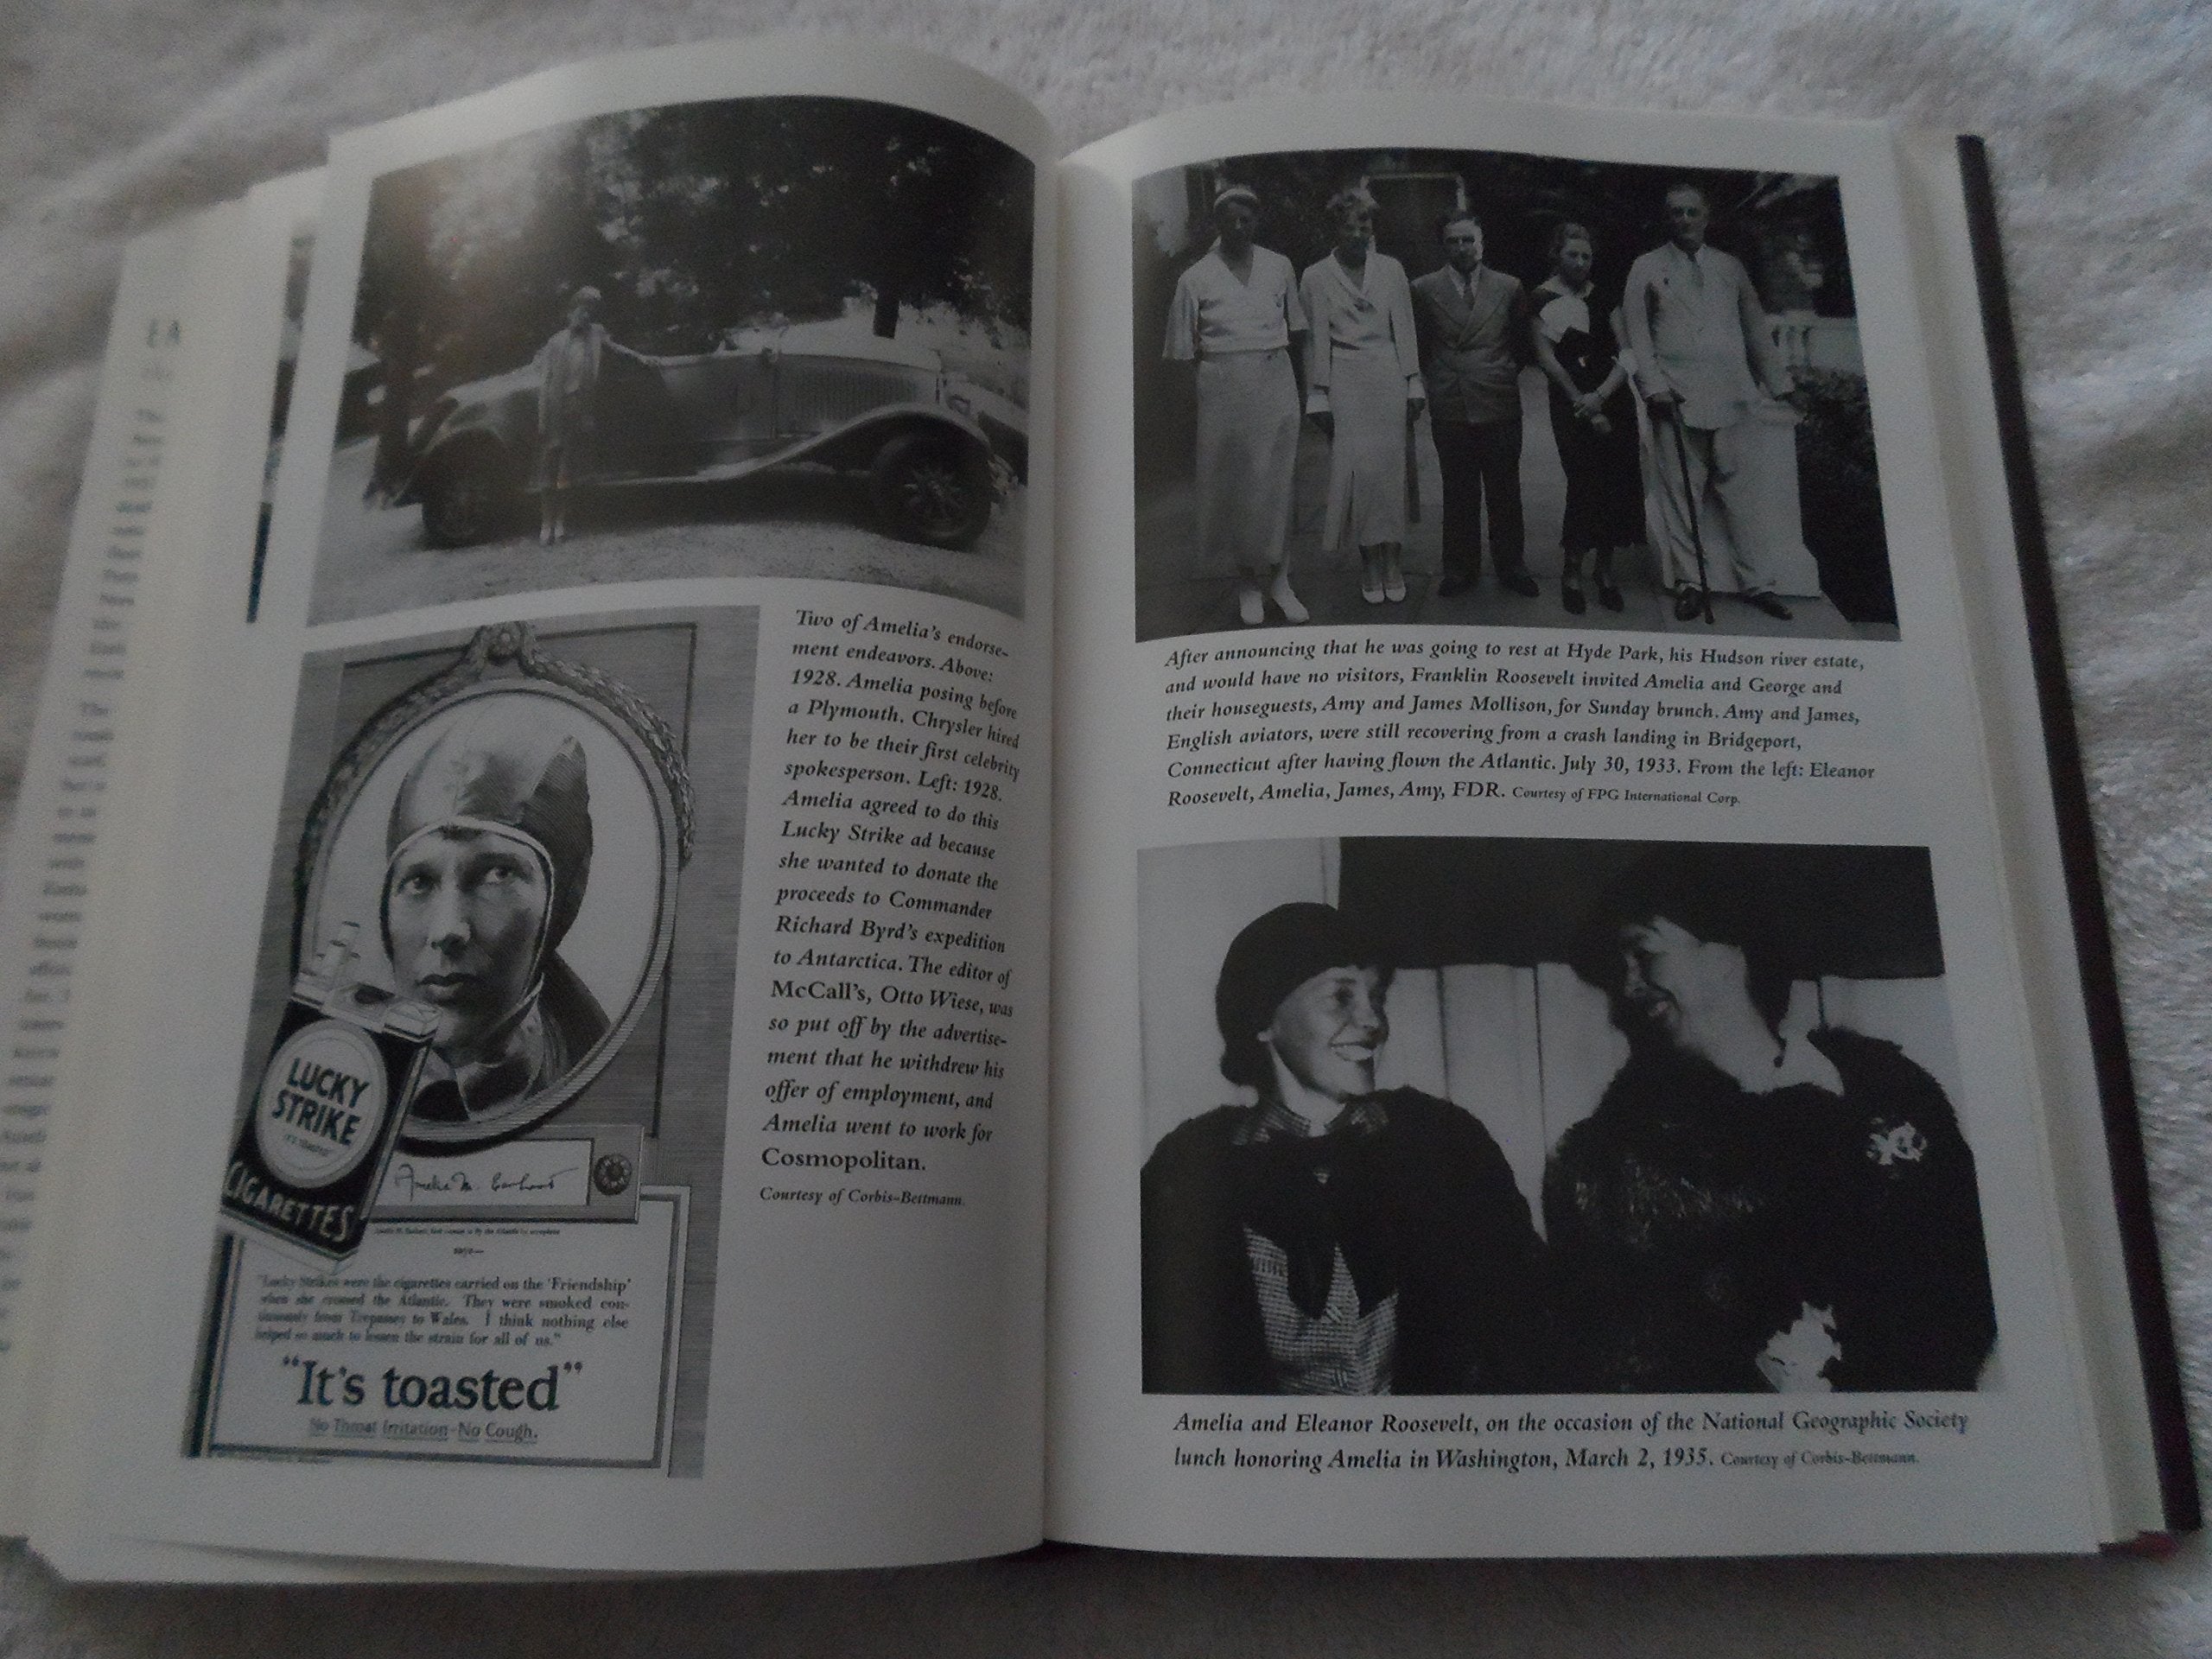 Two of Amelia's endorse-
ment endeavors. Above:
1928. Amelia posing before
a Plymouth. Chrysler hired
her to be their first celebrity
spokesperson. Left: 1928.
Amelia agreed to do this
Lucky Strike ad because
she wanted to donate the
proceeds to Commander
Richard Byrd's expedition
to Antarctica. The editor of
McCall's, Otto Wiese, was
so put off by the advertise-
ment that he withdrew his
offer of employment, and
Amelia went to work for
Cosmopolitan.
Courtesy of Corbis-Bettmann.
LUCKY
STRIKE
"IT'S TOASTED"
CIGARETTES
Amelia M. Earhart
says—
"Lucky Strikes were the cigarettes carried on the 'Friendship'
when she crossed the Atlantic. They were smoked con-
tinuously from Trepassey to Wales. I think nothing else
helped so much to lessen the strain for all of us."
"It's toasted"
No Throat Irritation-No Cough.
After announcing that he was going to rest at Hyde Park, his Hudson river estate,
and would have no visitors, Franklin Roosevelt invited Amelia and George and
their houseguests, Amy and James Mollison, for Sunday brunch. Amy and James,
English aviators, were still recovering from a crash landing in Bridgeport,
Connecticut after having flown the Atlantic. July 30, 1933. From the left: Eleanor
Roosevelt, Amelia, James, Amy, FDR. Courtesy of FPG International Corp.
Amelia and Eleanor Roosevelt, on the occasion of the National Geographic Society
lunch honoring Amelia in Washington, March 2, 1935. Courtesy of Corbis-Bettmann.